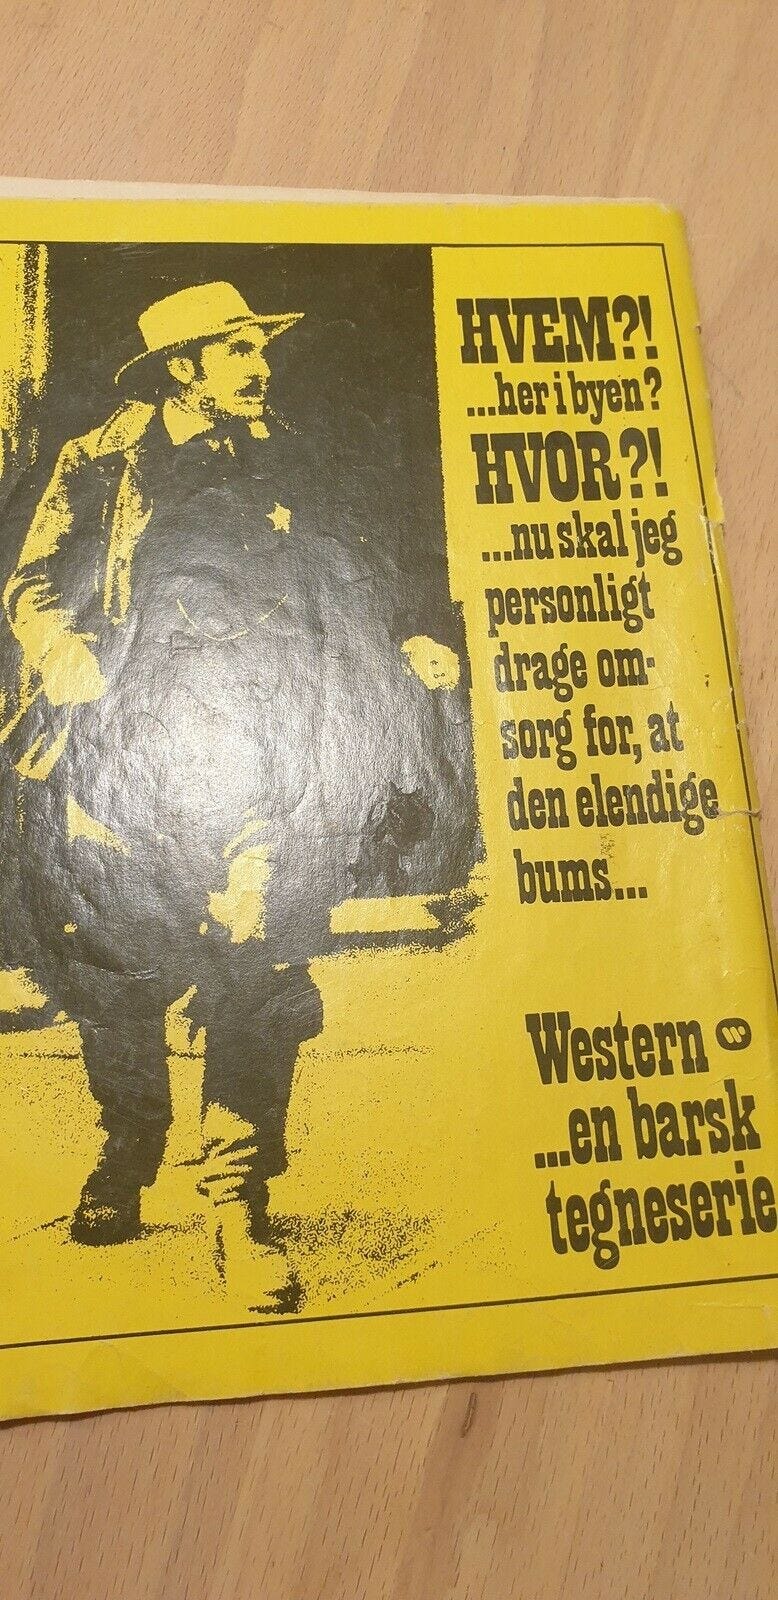 HVEM?!
...her i byen?
HVOR?!
...nu skal jeg
personligt
drage om-
sorg for, at
den elendige
bums...
Western
...en barsk
tegneserie